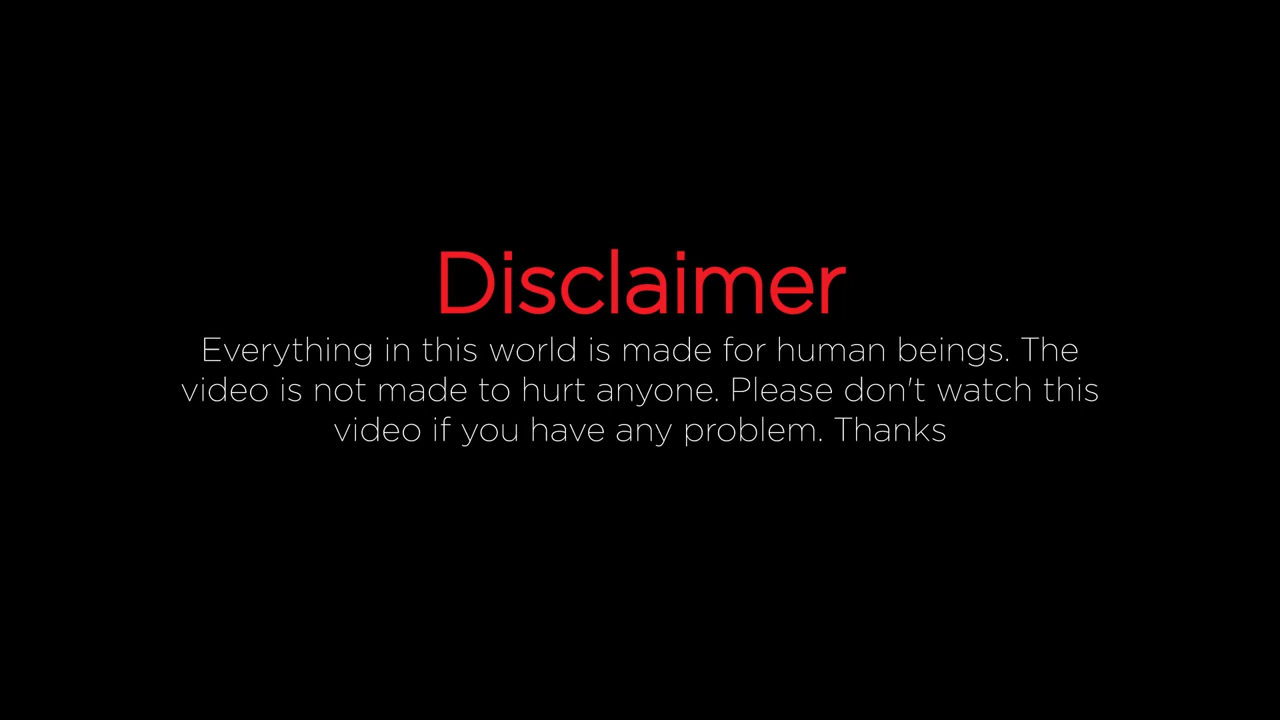 Disclaimer
Everything in this world is made for human beings. The
video is not made to hurt anyone. Please don't watch this
video if you have any problem. Thanks